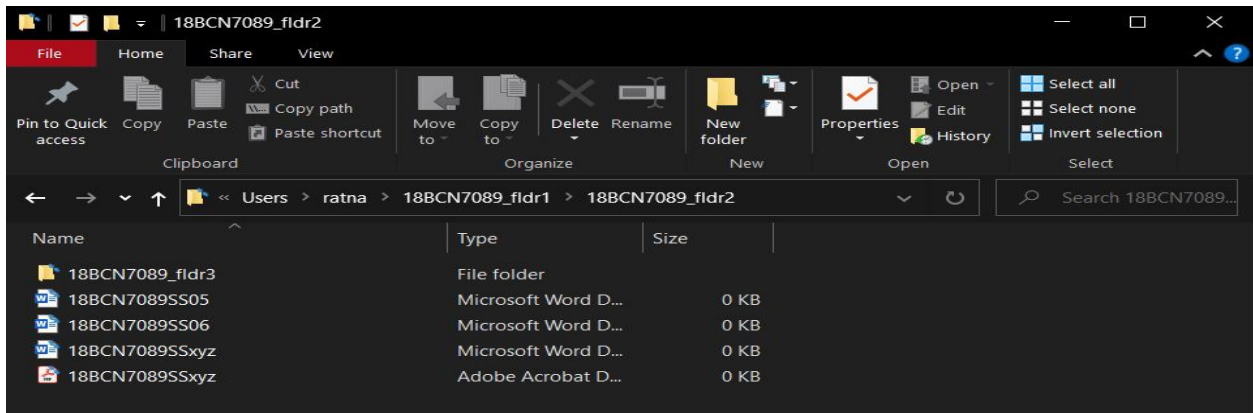 18BCN7089_fldr2
File Home Share View
Pin to Quick access
Copy
Paste
Cut
Copy path
Paste shortcut
Clipboard
Move to
Copy to
Delete
Rename
Organize
New folder
New
Properties
Open
Edit
History
Open
Select all
Select none
Invert selection
Select
« Users > ratna > 18BCN7089_fldr1 > 18BCN7089_fldr2
Search 18BCN7089...
Name Type Size
18BCN7089_fldr3 File folder
18BCN7089SS05 Microsoft Word D... 0 KB
18BCN7089SS06 Microsoft Word D... 0 KB
18BCN7089SSxyz Microsoft Word D... 0 KB
18BCN7089SSxyz Adobe Acrobat D... 0 KB